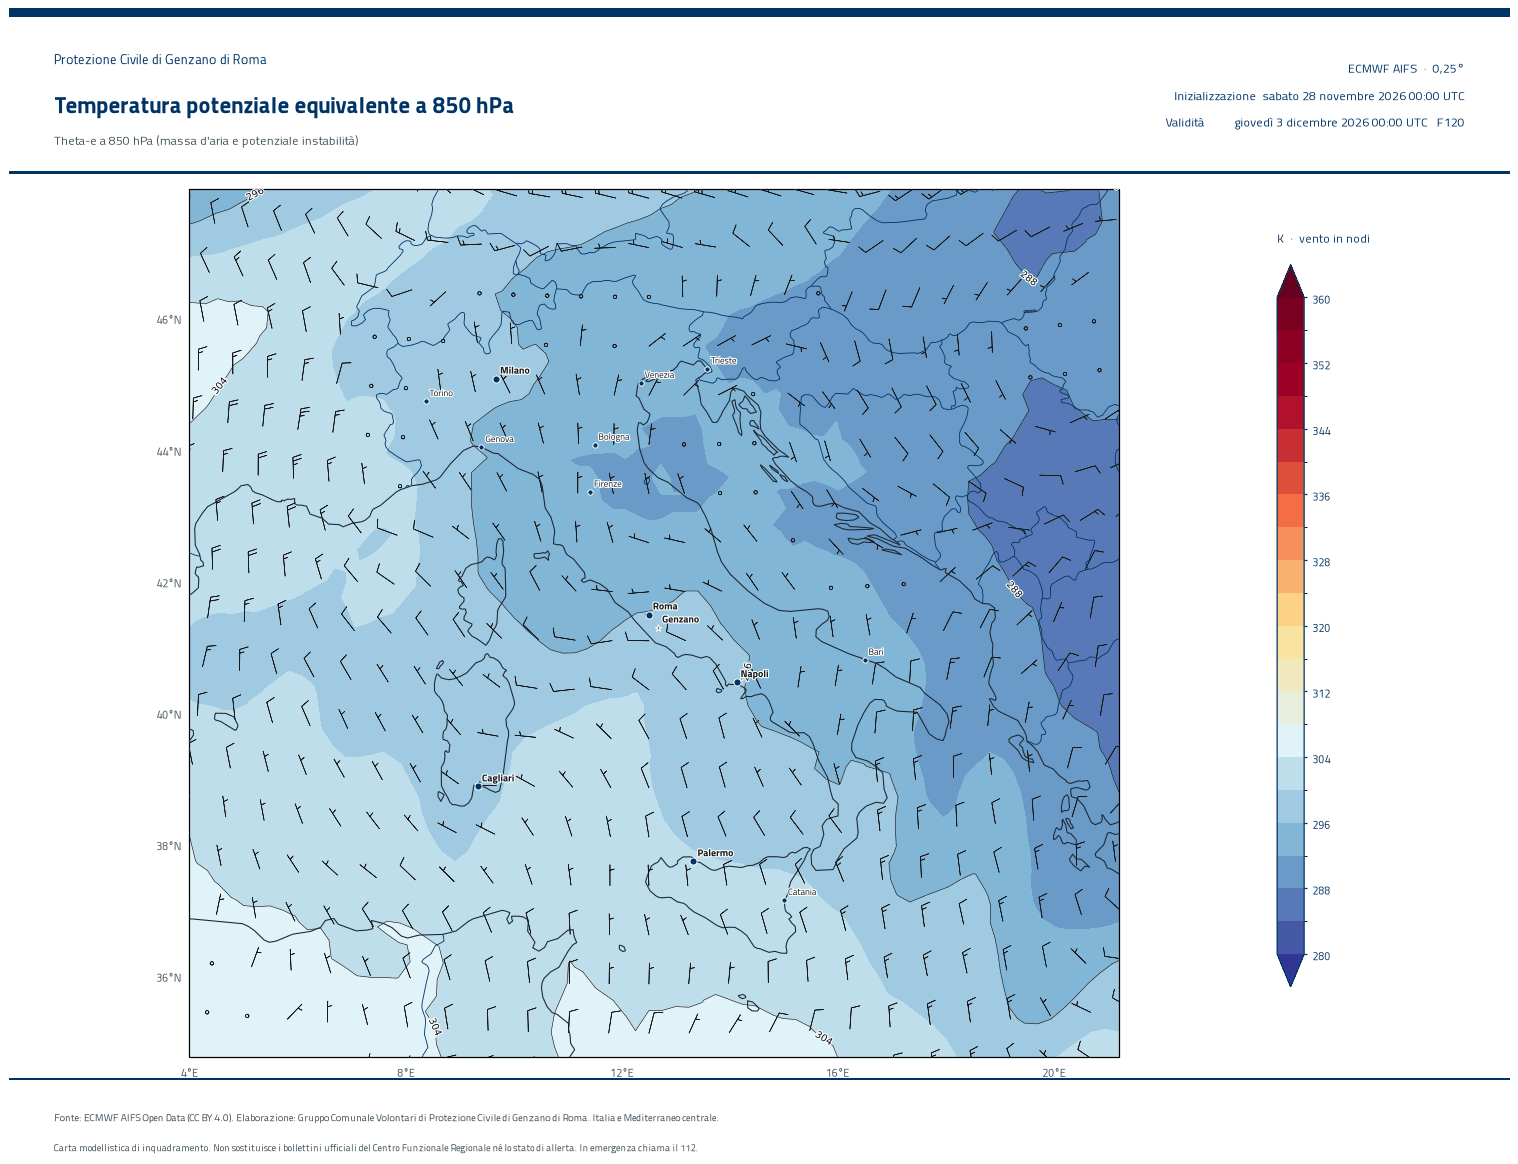 Protezione Civile di Genzano di Roma
Temperatura potenziale equivalente a 850 hPa
Theta-e a 850 hPa (massa d'aria e potenziale instabilità)
ECMWF AIFS · 0,25°
Inizializzazione sabato 28 novembre 2026 00:00 UTC
Validità giovedì 3 dicembre 2026 00:00 UTC F120
K · vento in nodi
360
352
344
336
328
320
312
304
296
288
280
46°N
44°N
42°N
40°N
38°N
36°N
4°E
8°E
12°E
16°E
20°E
296
288
304
Milano
Torino
Venezia
Trieste
Genova
Bologna
Firenze
288
Roma
Genzano
Bari
Napoli
Cagliari
Palermo
Catania
304
304
Fonte: ECMWF AIFS Open Data (CC BY 4.0). Elaborazione: Gruppo Comunale Volontari di Protezione Civile di Genzano di Roma. Italia e Mediterraneo centrale.
Carta modellistica di inquadramento. Non sostituisce i bollettini ufficiali del Centro Funzionale Regionale né lo stato di allerta. In emergenza chiama il 112.